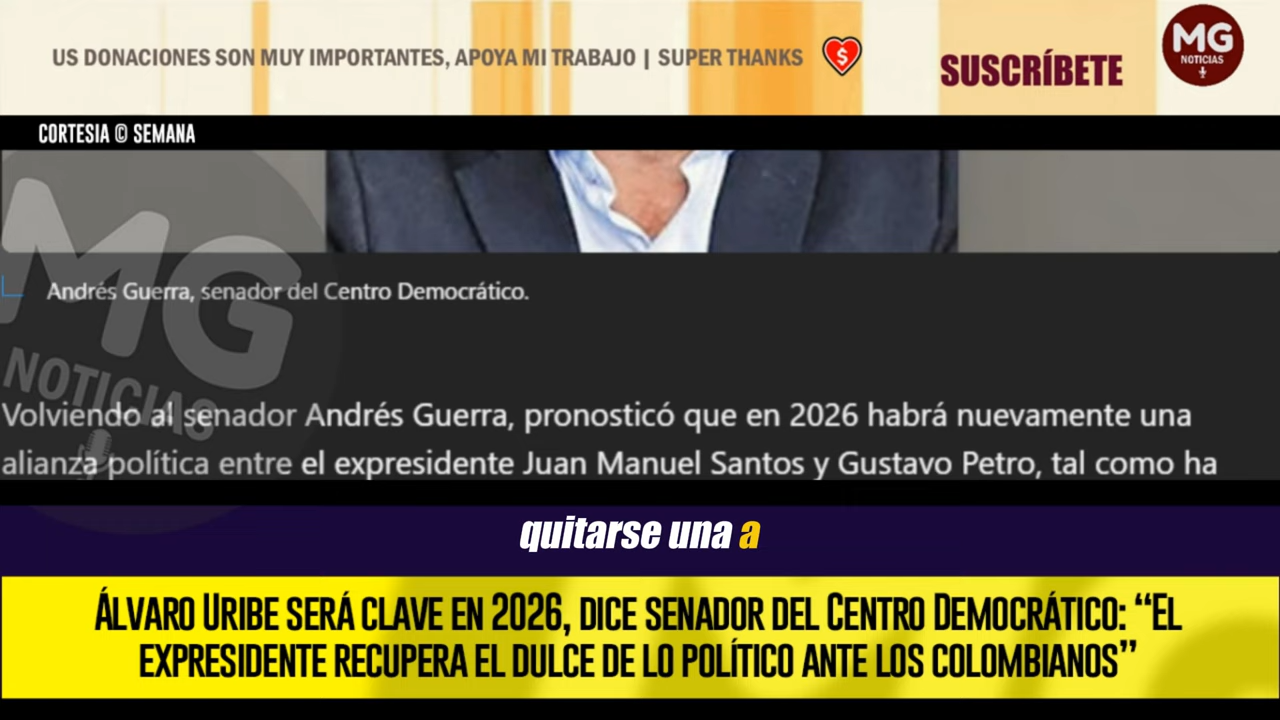 US DONACIONES SON MUY IMPORTANTES, APOYA MI TRABAJO | SUPER THANKS
SUSCRÍBETE
MG
NOTICIAS
CORTESIA © SEMANA
MG
NOTICIAS
Andrés Guerra, senador del Centro Democrático.
Volviendo al senador Andrés Guerra, pronosticó que en 2026 habrá nuevamente una
alianza política entre el expresidente Juan Manuel Santos y Gustavo Petro, tal como ha
quitarse una a
ÁLVARO URIBE SERÁ CLAVE EN 2026, DICE SENADOR DEL CENTRO DEMOCRÁTICO: “EL
EXPRESIDENTE RECUPERA EL DULCE DE LO POLÍTICO ANTE LOS COLOMBIANOS”